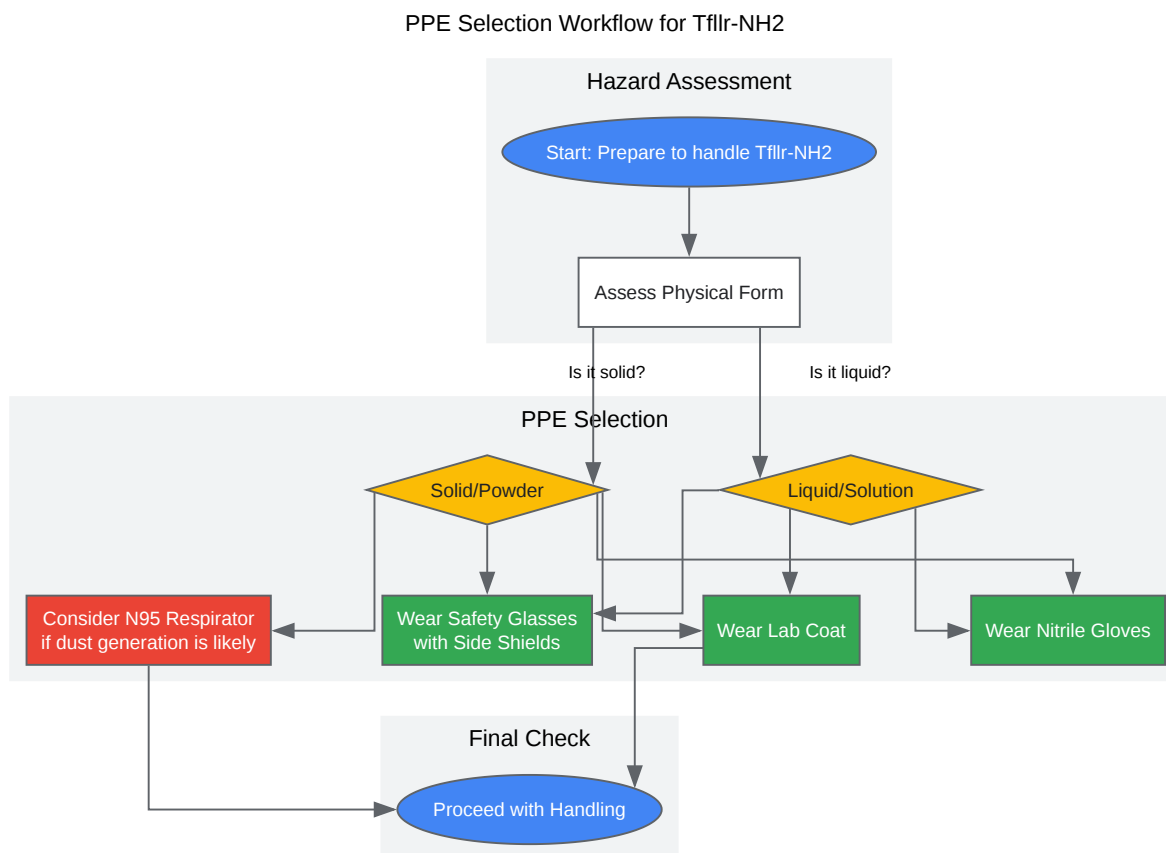 PPE Selection Workflow for Tfllr-NH2
Hazard Assessment
Start: Prepare to handle Tfllr-NH2
Assess Physical Form
Is it solid?
Is it liquid?
PPE Selection
Solid/Powder
Liquid/Solution
Consider N95 Respirator
if dust generation is likely
Wear Safety Glasses
with Side Shields
Wear Lab Coat
Wear Nitrile Gloves
Final Check
Proceed with Handling